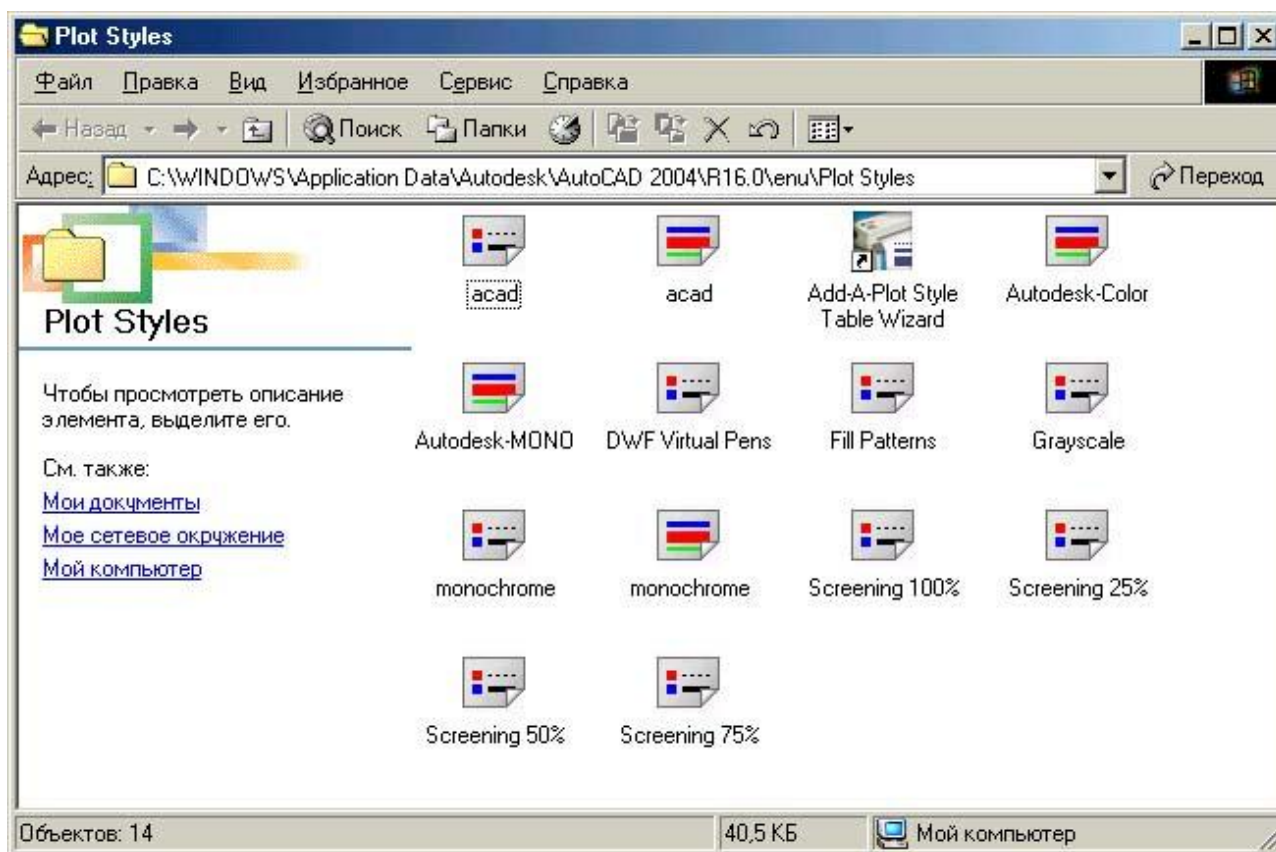 Plot Styles
Файл Правка Вид Избранное Сервис Справка
Назад Поиск Папки
Адрес: C:\WINDOWS\Application Data\Autodesk\AutoCAD 2004\R16.0\enu\Plot Styles Переход
Plot Styles
Чтобы просмотреть описание
элемента, выделите его.
См. также:
Мои документы
Мое сетевое окружение
Мой компьютер
acad
acad
Add-A-Plot Style
Table Wizard
Autodesk-Color
Autodesk-MONO
DWF Virtual Pens
Fill Patterns
Grayscale
monochrome
monochrome
Screening 100%
Screening 25%
Screening 50%
Screening 75%
Объектов: 14 40,5 КБ Мой компьютер